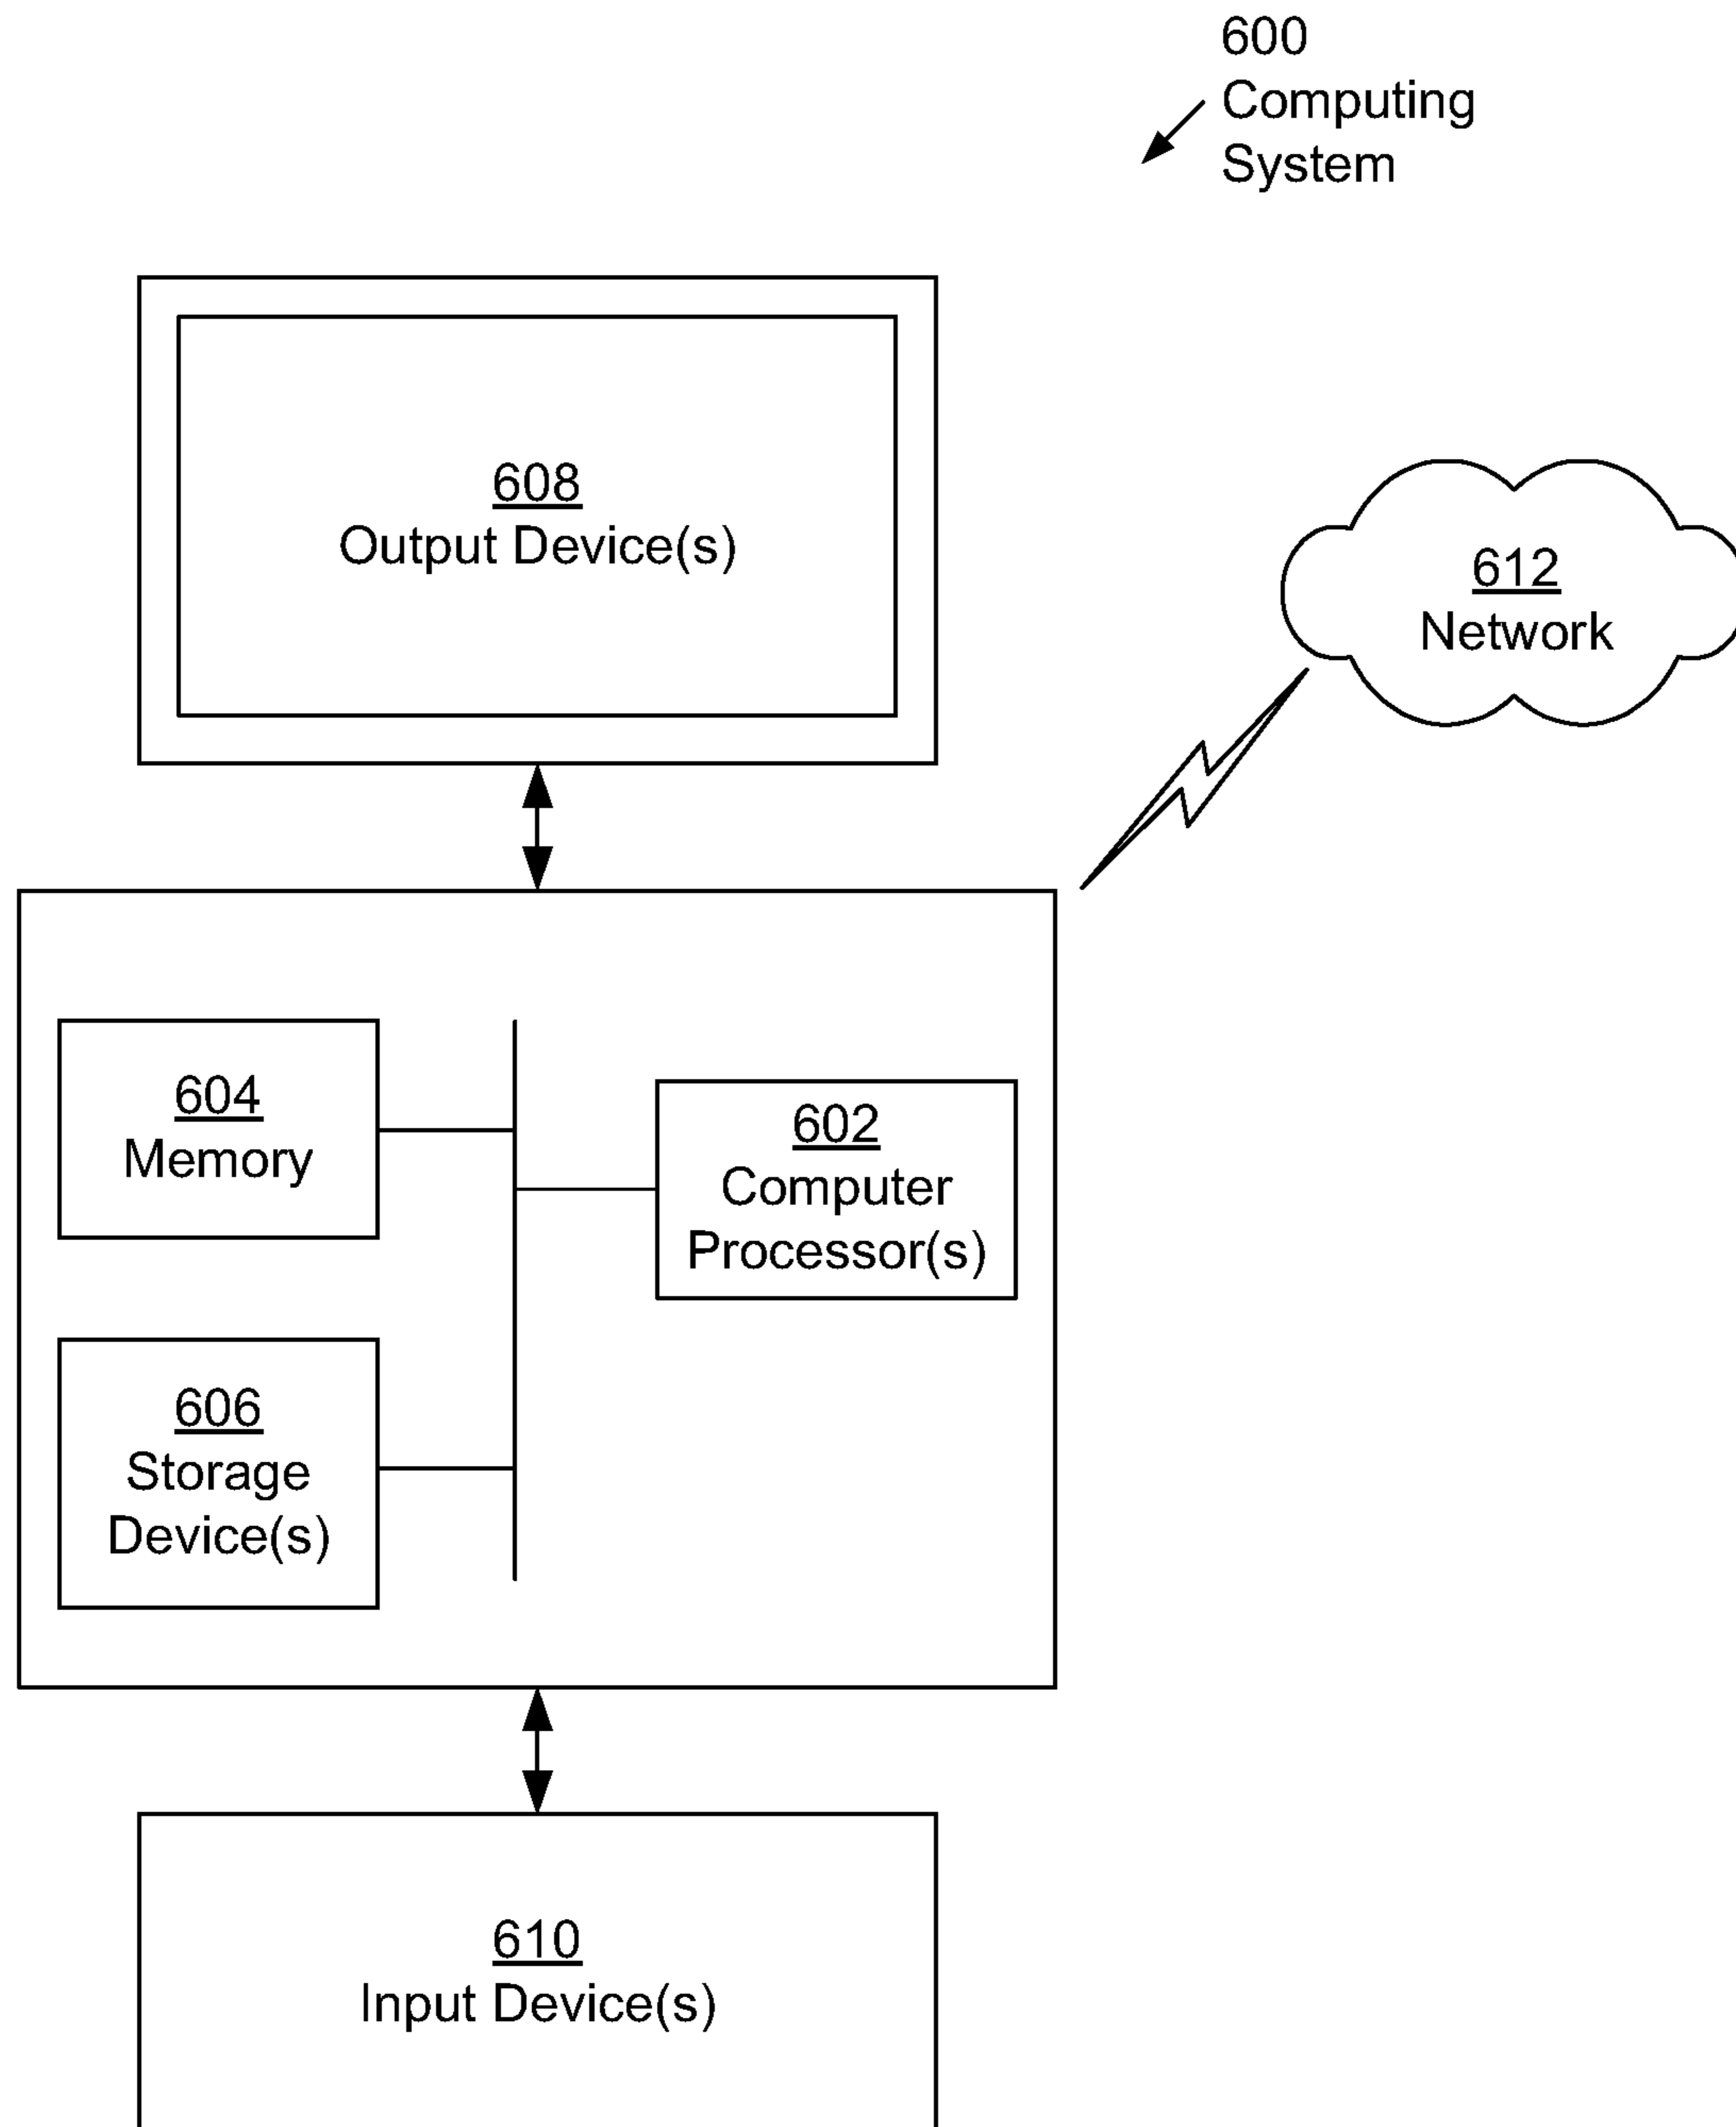 600
Computing
System
608
Output Device(s)
612
Network
604
Memory
602
Computer
Processor(s)
606
Storage
Device(s)
610
Input Device(s)